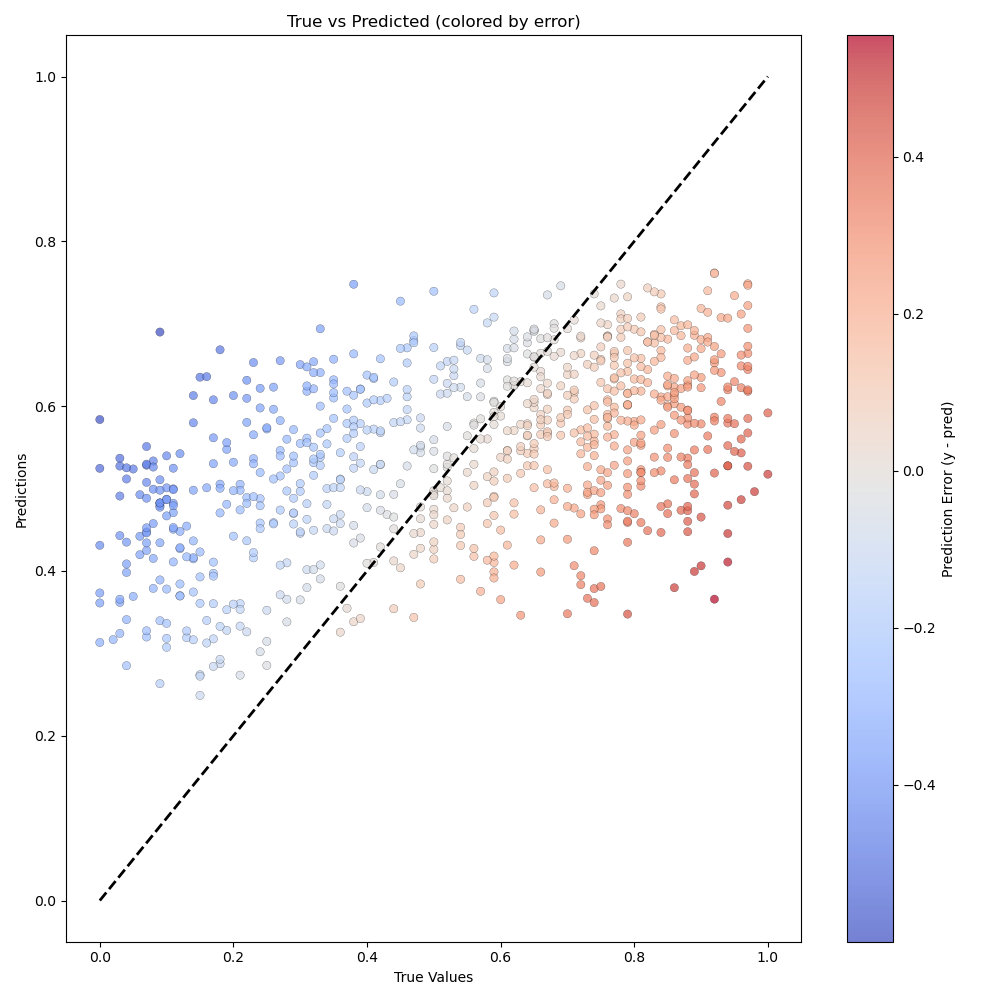 True vs Predicted (colored by error)
1.0
0.8
0.6
0.4
0.2
0.0
Predictions
0.0 0.2 0.4 0.6 0.8 1.0
True Values
0.4
0.2
0.0
−0.2
−0.4
Prediction Error (y - pred)